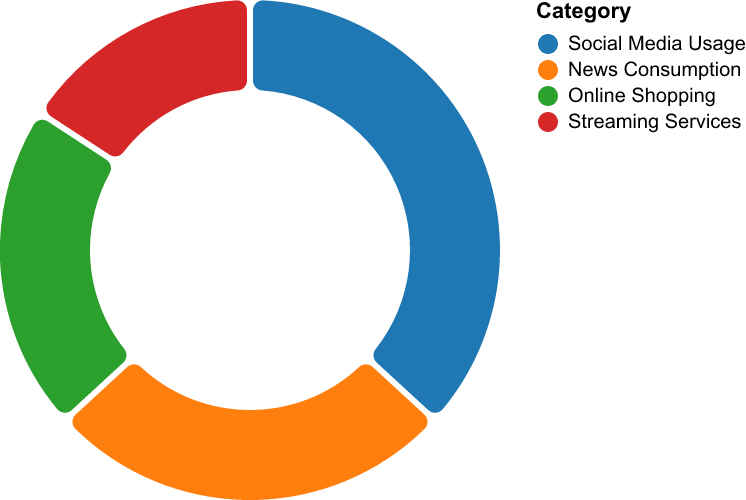 Category
Social Media Usage
News Consumption
Online Shopping
Streaming Services